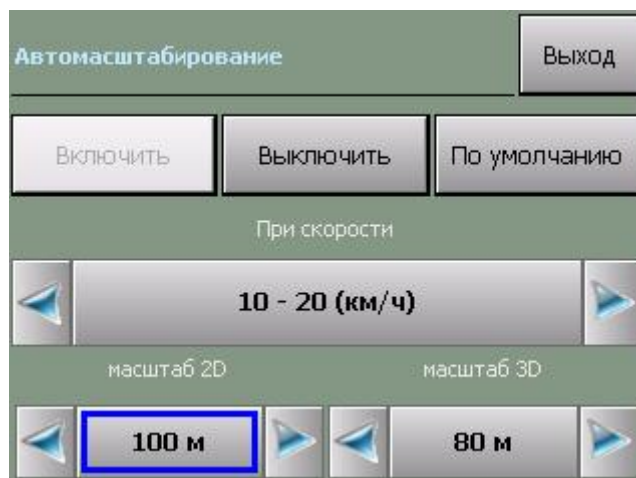 Автомасштабирование
Выход
Включить Выключить По умолчанию
При скорости
10 - 20 (км/ч)
масштаб 2D масштаб 3D
100 м 80 м